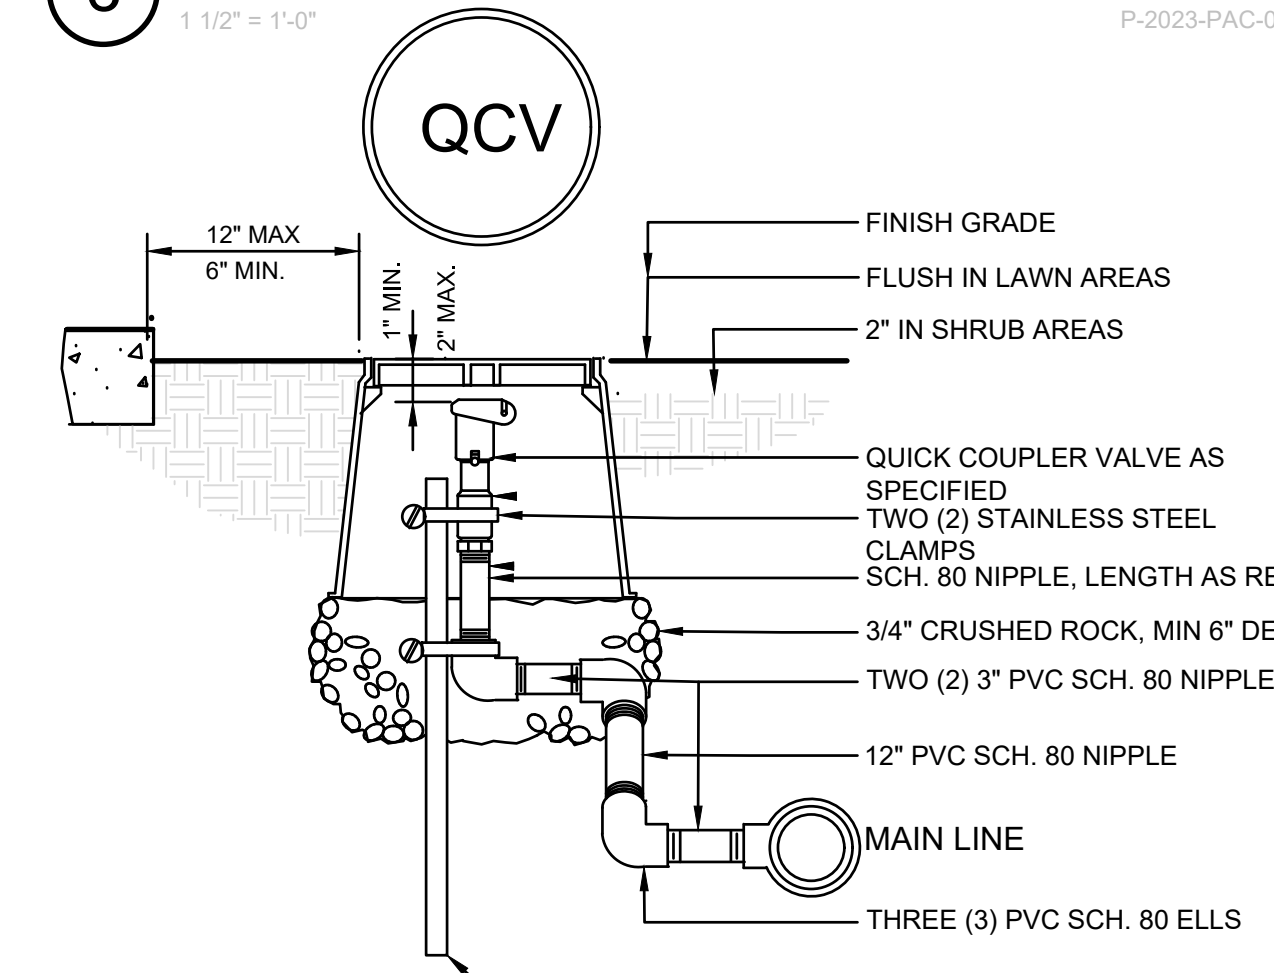 1 1/2" = 1'-0"
P-2023-PAC-0
QCV
12" MAX
6" MIN.
1" MIN.
2" MAX.
FINISH GRADE
FLUSH IN LAWN AREAS
2" IN SHRUB AREAS
QUICK COUPLER VALVE AS
SPECIFIED
TWO (2) STAINLESS STEEL
CLAMPS
SCH. 80 NIPPLE, LENGTH AS RE
3/4" CRUSHED ROCK, MIN 6" DE
TWO (2) 3" PVC SCH. 80 NIPPLE
12" PVC SCH. 80 NIPPLE
MAIN LINE
THREE (3) PVC SCH. 80 ELLS